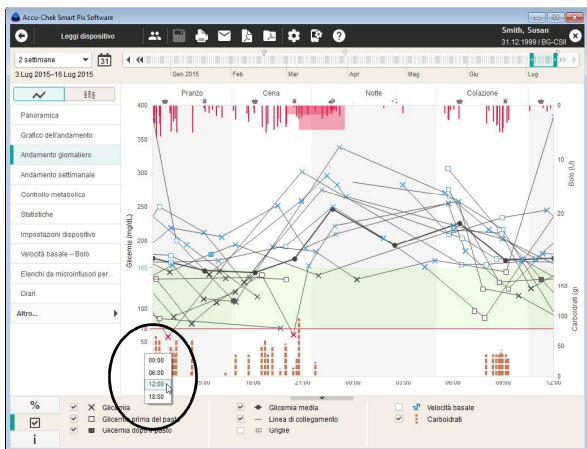 Accu-Chek Smart Pix Software
Leggi dispositivo
Smith, Susan
31.12.1999 / BG-CSII
2 settimane
31
3 Lug 2015–16 Lug 2015
Gen 2015 Feb Mar Apr Mag Giu Lug
Panoramica
Grafico dell'andamento
Andamento giornaliero
Andamento settimanale
Controllo metabolico
Statistiche
Impostazioni dispositivo
Velocità basale – Bolo
Elenchi da microinfusori per...
Diari
Altro...
Pranzo Cena Notte Colazione
Glicemia (mg/dL)
400
350
300
250
200
160
100
70
50
0
10
20
Bolo (U)
150
100
50
0
Carboidrati (g)
00:00
06:00
12:00
18:00
16:00 21:00 00:00 03:00 06:00 09:00 12:00
%
i
Glicemia
Glicemia prima del pasto
Glicemia dopo il pasto
Glicemia media
Linea di collegamento
Griglie
Velocità basale
Carboidrati